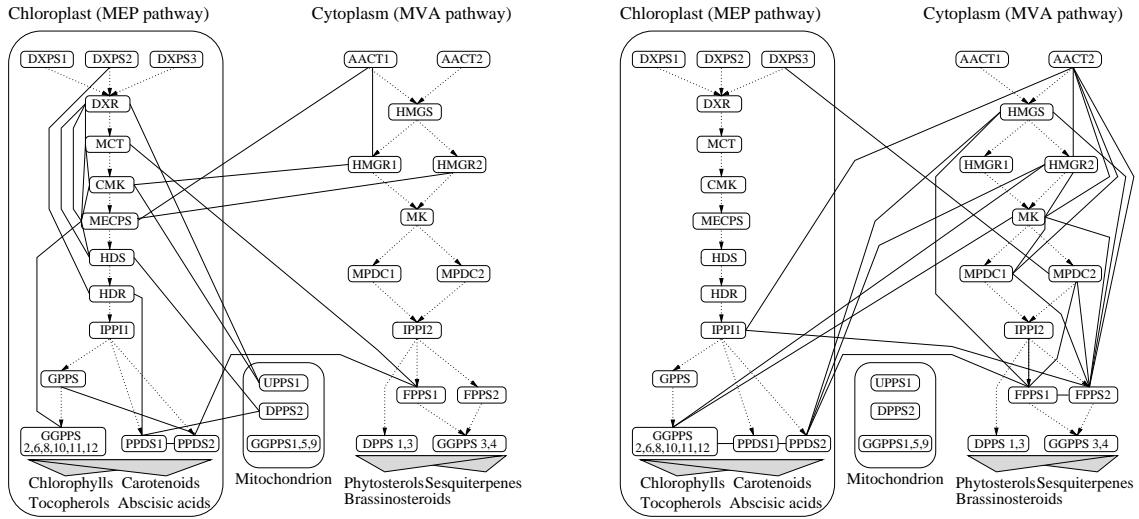 Chloroplast (MEP pathway)
Cytoplasm (MVA pathway)
DXPS1
DXPS2
DXPS3
AACT1
AACT2
DXR
HMGS
MCT
HMGR1
HMGR2
CMK
MECPS
MK
HDS
MPDC1
MPDC2
HDR
IPPI1
IPPI2
GPPS
UPPS1
FPPS1
FPPS2
DPPS2
GGPPS
2,6,8,10,11,12
PPDS1
PPDS2
GGPPS1,5,9
DPPS 1,3
GGPPS 3,4
Mitochondrion
Chlorophylls
Carotenoids
Tocopherols
Abscisic acids
Phytosterols
Sesquiterpenes
Brassinosteroids
Chloroplast (MEP pathway)
Cytoplasm (MVA pathway)
DXPS1
DXPS2
DXPS3
AACT1
AACT2
DXR
HMGS
MCT
HMGR1
HMGR2
CMK
MECPS
MK
HDS
MPDC1
MPDC2
HDR
IPPI1
IPPI2
GPPS
UPPS1
FPPS1
FPPS2
DPPS2
GGPPS
2,6,8,10,11,12
PPDS1
PPDS2
GGPPS1,5,9
DPPS 1,3
GGPPS 3,4
Mitochondrion
Chlorophylls
Carotenoids
Tocopherols
Abscisic acids
Phytosterols
Sesquiterpenes
Brassinosteroids